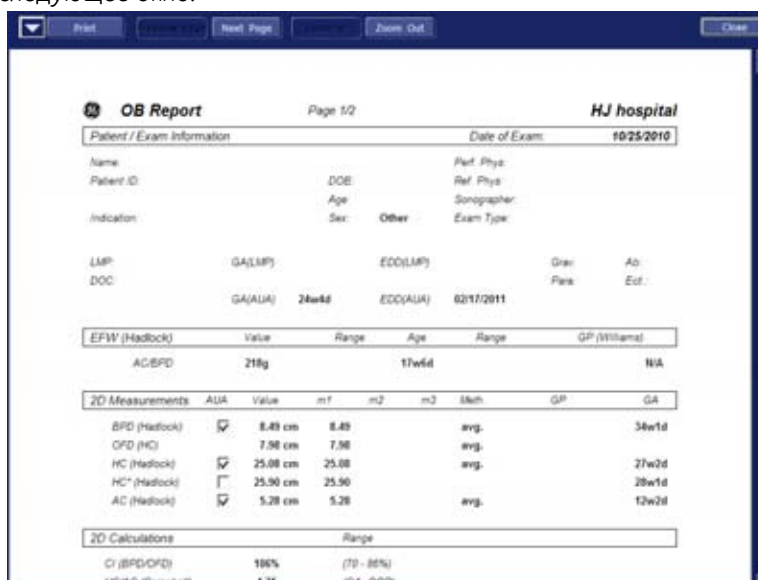 следующее окно.
Print Next Page Zoom Out Close
OB Report Page 1/2 HJ hospital
Patient / Exam Information Date of Exam: 10/25/2010
Name: Perf. Phys:
Patient ID: DOB: Ref. Phys:
Age Sonographer:
Indication: Sex: Other Exam Type:
LMP: GA(LMP) EDD(LMP) Grav: Ab:
DOC: Para: Ect.:
GA(AUA) 24w4d EDD(AUA) 02/17/2011
EFW (Hadlock) Value Range Age Range GP (Williams)
AC/BPD 218g 17w6d N/A
2D Measurements AUA Value m1 m2 m3 Meth. GP GA
BPD (Hadlock) 8.49 cm 8.49 avg. 34w1d
OFD (HC) 7.98 cm 7.98 avg.
HC (Hadlock) 25.08 cm 25.08 avg. 27w2d
HC* (Hadlock) 25.90 cm 25.90 28w1d
AC (Hadlock) 5.28 cm 5.28 avg. 12w2d
2D Calculations Range
CI (BPD/OFD) 106% (70 - 86%)